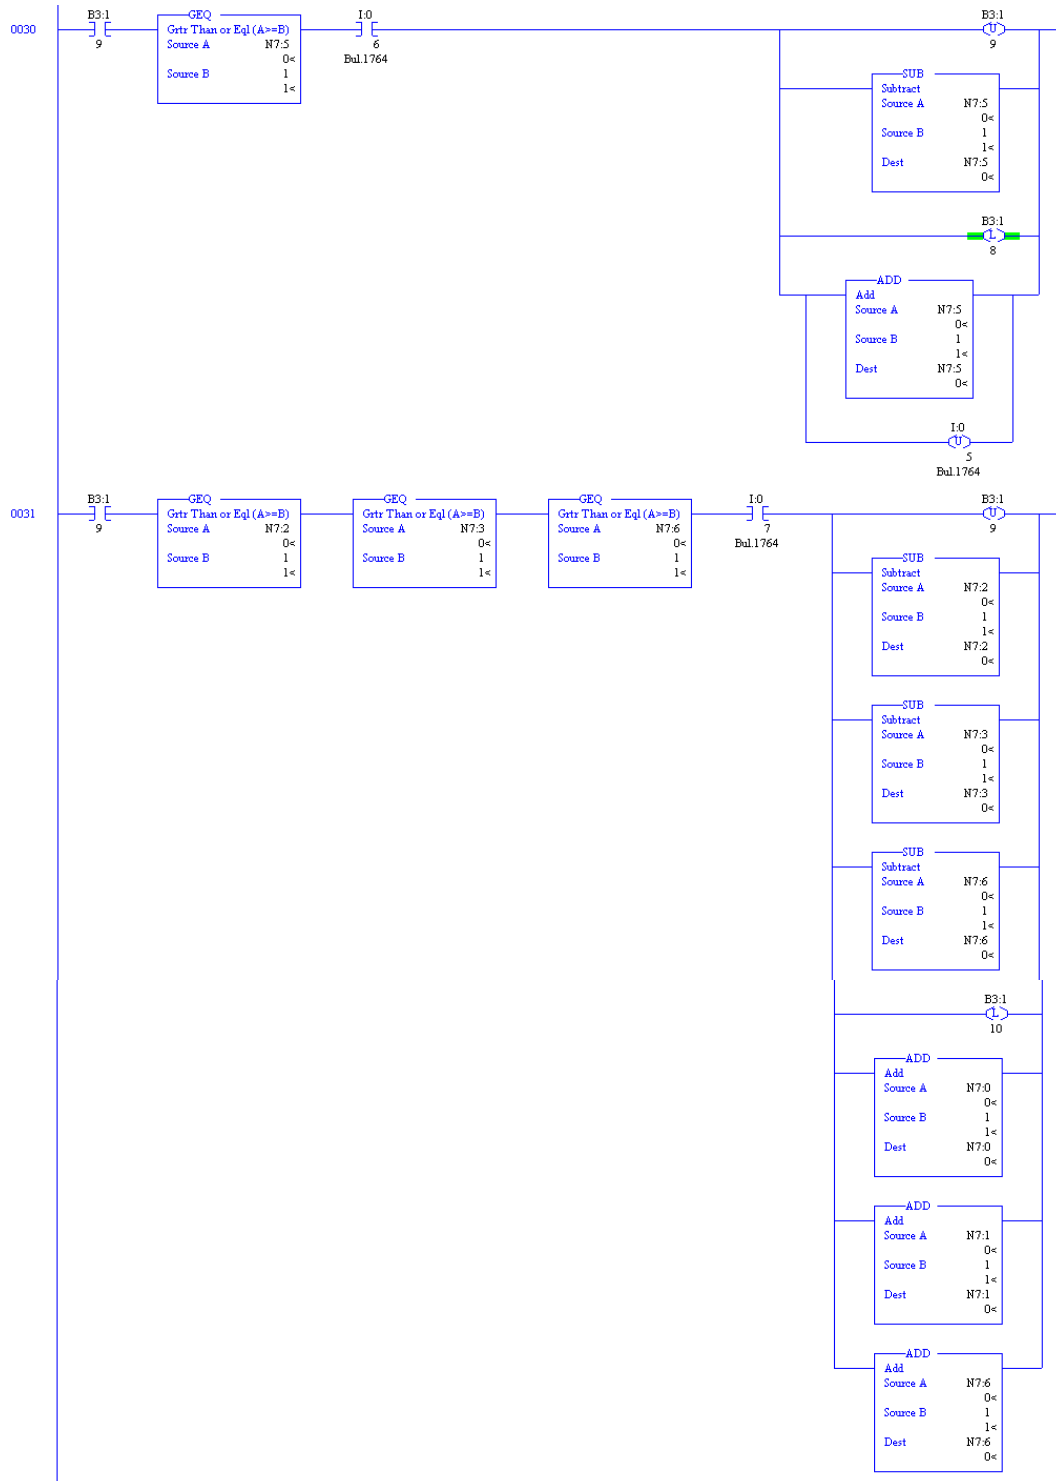 0030
B3:1
9
GEQ
Grtr Than or Eql (A>=B)
Source A N7:5
0<
Source B 1
1<
I:0
6
Bul.1764
B3:1
U
9
SUB
Subtract
Source A N7:5
0<
Source B 1
1<
Dest N7:5
0<
B3:1
L
8
ADD
Add
Source A N7:5
0<
Source B 1
1<
Dest N7:5
0<
I:0
U
5
Bul.1764
0031
B3:1
9
GEQ
Grtr Than or Eql (A>=B)
Source A N7:2
0<
Source B 1
1<
GEQ
Grtr Than or Eql (A>=B)
Source A N7:3
0<
Source B 1
1<
GEQ
Grtr Than or Eql (A>=B)
Source A N7:6
0<
Source B 1
1<
I:0
7
Bul.1764
B3:1
U
9
SUB
Subtract
Source A N7:2
0<
Source B 1
1<
Dest N7:2
0<
SUB
Subtract
Source A N7:3
0<
Source B 1
1<
Dest N7:3
0<
SUB
Subtract
Source A N7:6
0<
Source B 1
1<
Dest N7:6
0<
B3:1
L
10
ADD
Add
Source A N7:0
0<
Source B 1
1<
Dest N7:0
0<
ADD
Add
Source A N7:1
0<
Source B 1
1<
Dest N7:1
0<
ADD
Add
Source A N7:6
0<
Source B 1
1<
Dest N7:6
0<